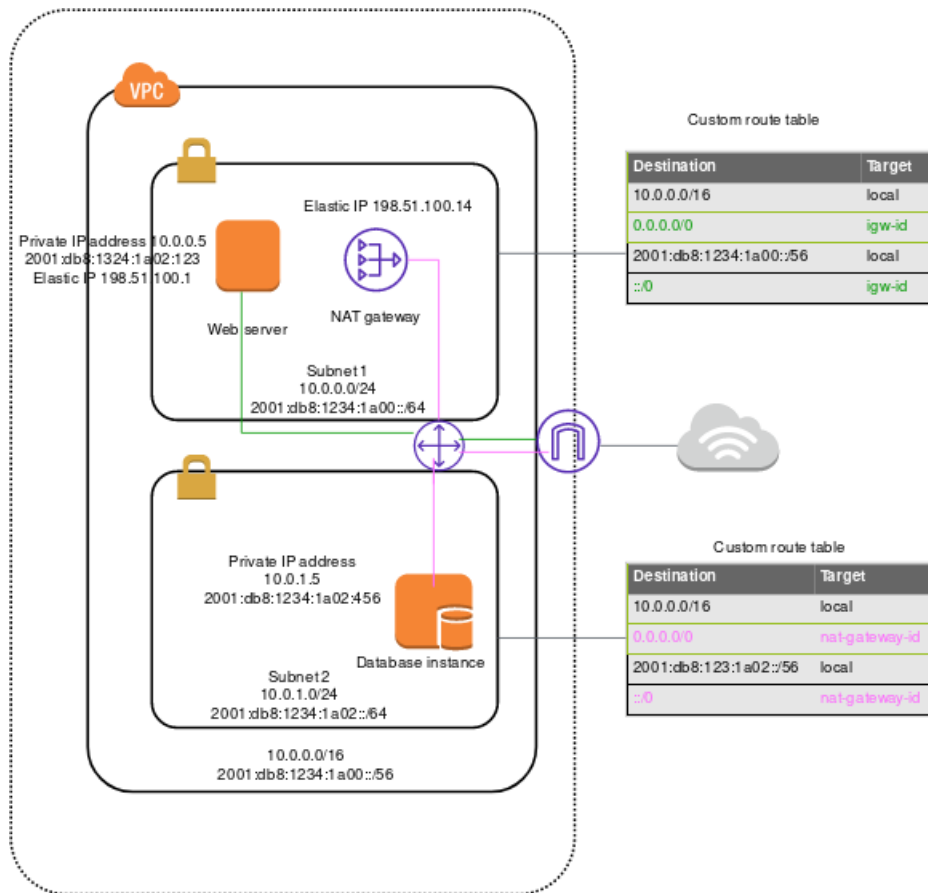 VPC
Elastic IP 198.51.100.14
Private IP address 10.0.0.5
2001:db8:1324:1a02:123
Elastic IP 198.51.100.1
Web server
NAT gateway
Subnet 1
10.0.0.0/24
2001:db8:1234:1a00::/64
Private IP address
10.0.1.5
2001:db8:1234:1a02:456
Database instance
Subnet 2
10.0.1.0/24
2001:db8:1234:1a02::/64
10.0.0.0/16
2001:db8:1234:1a00::/56
Custom route table
Destination Target
10.0.0.0/16 local
0.0.0.0/0 igw-id
2001:db8:1234:1a00::/56 local
::/0 igw-id
Custom route table
Destination Target
10.0.0.0/16 local
0.0.0.0/0 nat-gateway-id
2001:db8:123:1a02::/56 local
::/0 nat-gateway-id